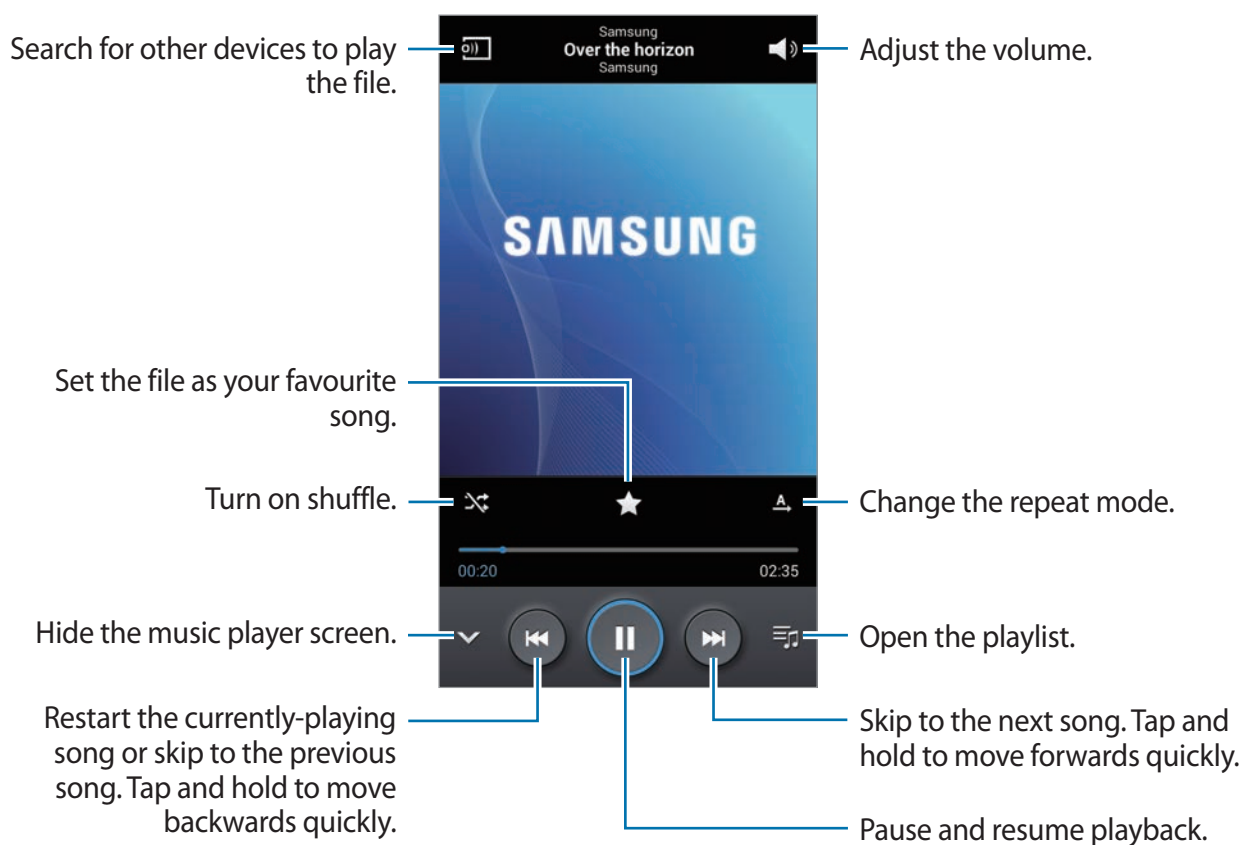 Search for other devices to play
the file.
Samsung
Over the horizon
Samsung
Adjust the volume.
SAMSUNG
Set the file as your favourite
song.
Turn on shuffle.
A
Change the repeat mode.
00:20
02:35
Hide the music player screen.
Open the playlist.
Restart the currently-playing
song or skip to the previous
song. Tap and hold to move
backwards quickly.
Skip to the next song. Tap and
hold to move forwards quickly.
Pause and resume playback.